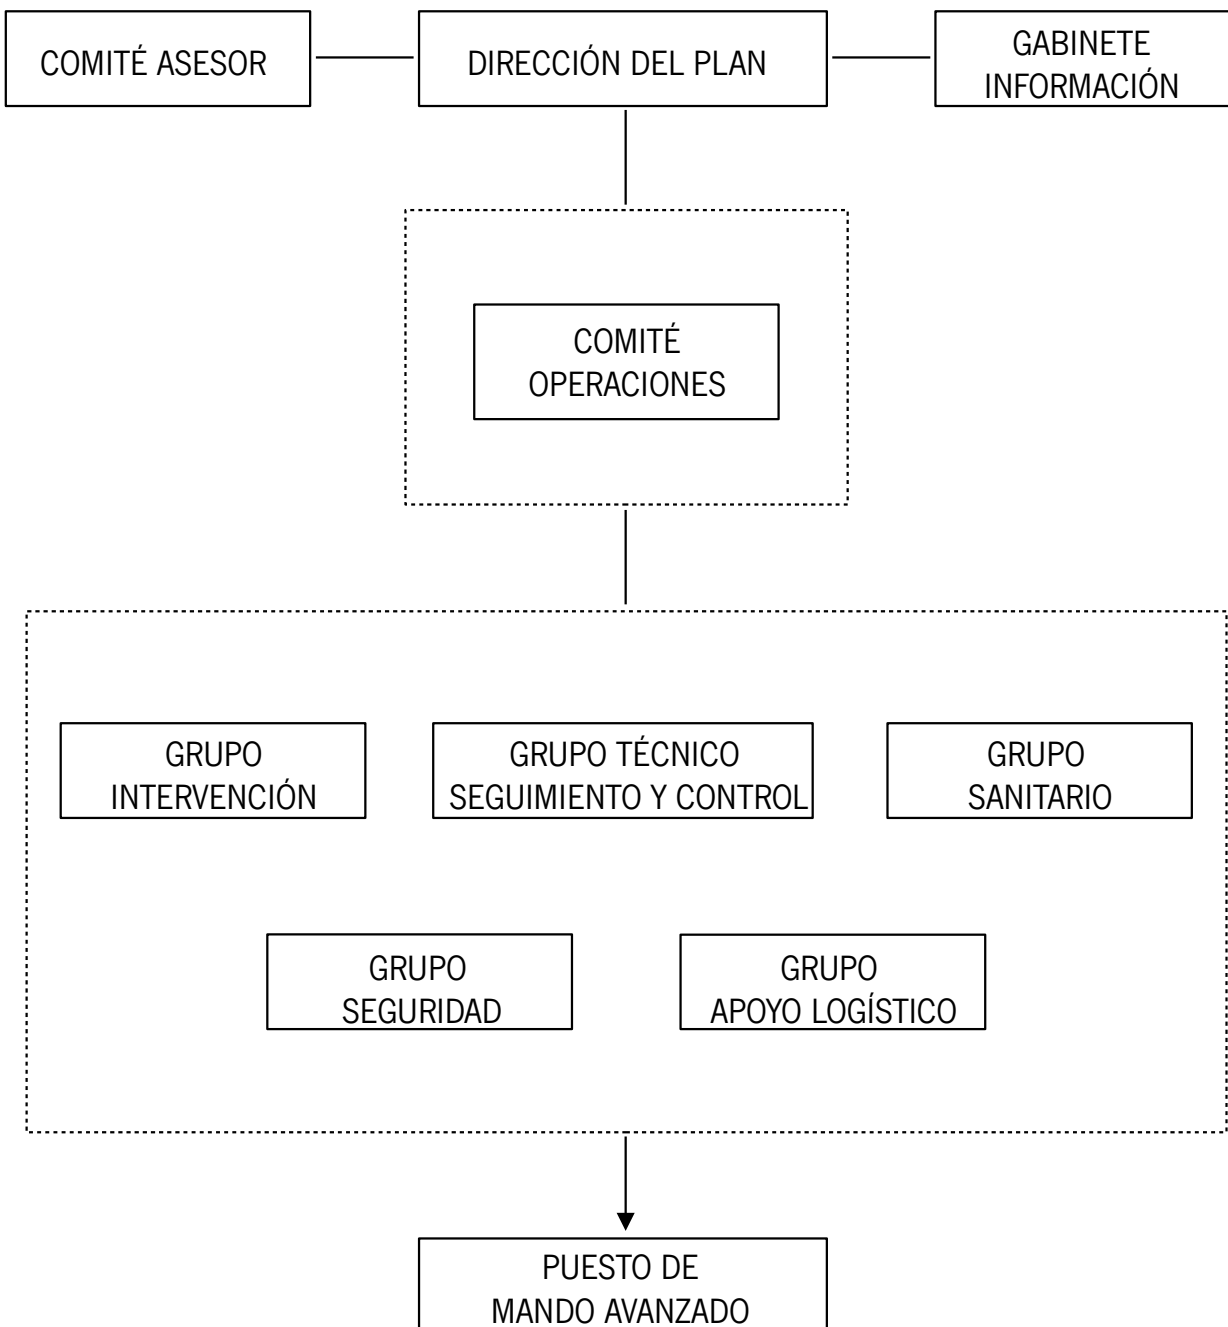 COMITÉ ASESOR
DIRECCIÓN DEL PLAN
GABINETE
INFORMACIÓN
COMITÉ
OPERACIONES
GRUPO
INTERVENCIÓN
GRUPO TÉCNICO
SEGUIMIENTO Y CONTROL
GRUPO
SANITARIO
GRUPO
SEGURIDAD
GRUPO
APOYO LOGÍSTICO
PUESTO DE
MANDO AVANZADO